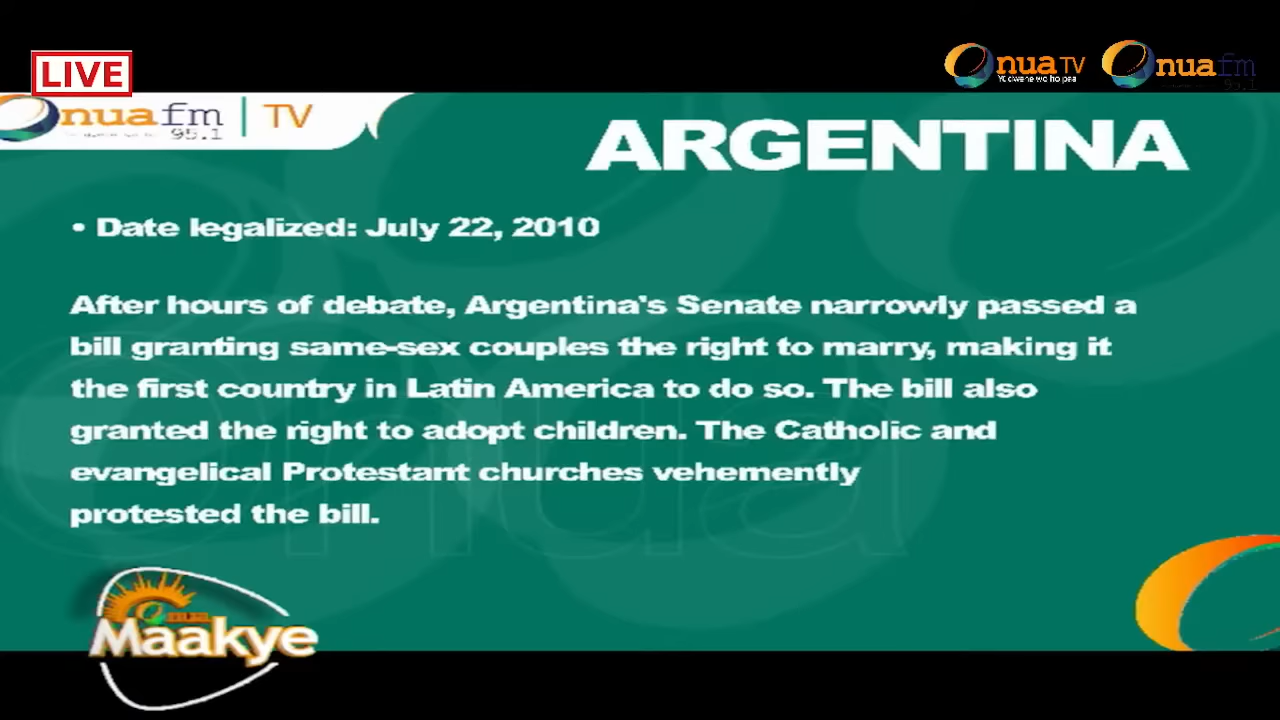 LIVE
nua TV
nua fm
nuafm | TV
95.1
ARGENTINA
• Date legalized: July 22, 2010
After hours of debate, Argentina's Senate narrowly passed a
bill granting same-sex couples the right to marry, making it
the first country in Latin America to do so. The bill also
granted the right to adopt children. The Catholic and
evangelical Protestant churches vehemently
protested the bill.
Maakye